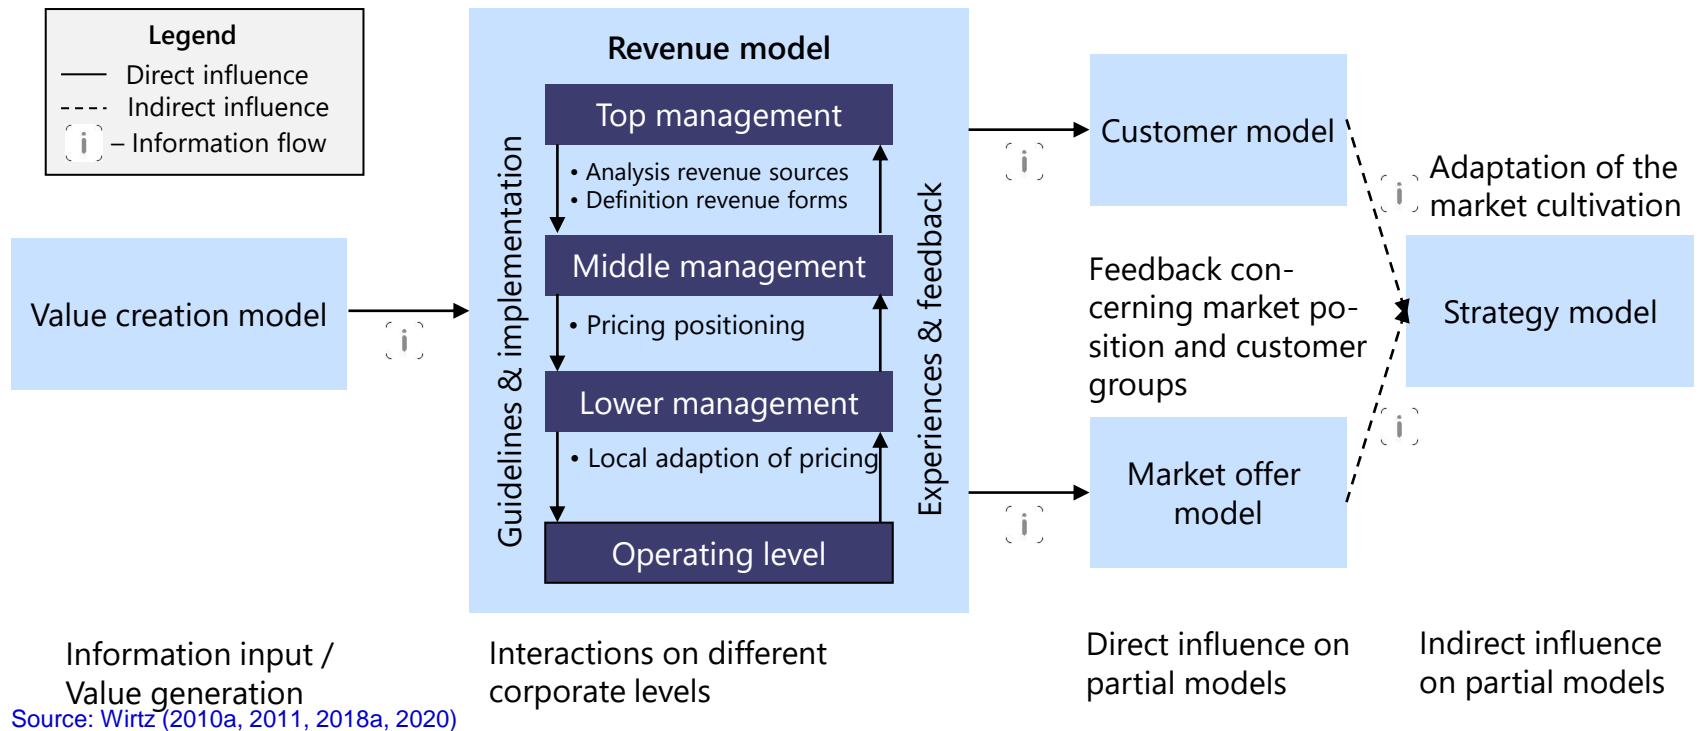 Legend
Direct influence
Indirect influence
i – Information flow
Value creation model
i
Revenue model
Guidelines & implementation
Top management
• Analysis revenue sources
• Definition revenue forms
Middle management
• Pricing positioning
Lower management
• Local adaption of pricing
Operating level
Experiences & feedback
i
Customer model
Feedback con-
cerning market po-
sition and customer
groups
i
Market offer
model
i
Adaptation of the
market cultivation
Strategy model
i
Information input /
Value generation
Interactions on different
corporate levels
Direct influence on
partial models
Indirect influence
on partial models
Source: Wirtz (2010a, 2011, 2018a, 2020)